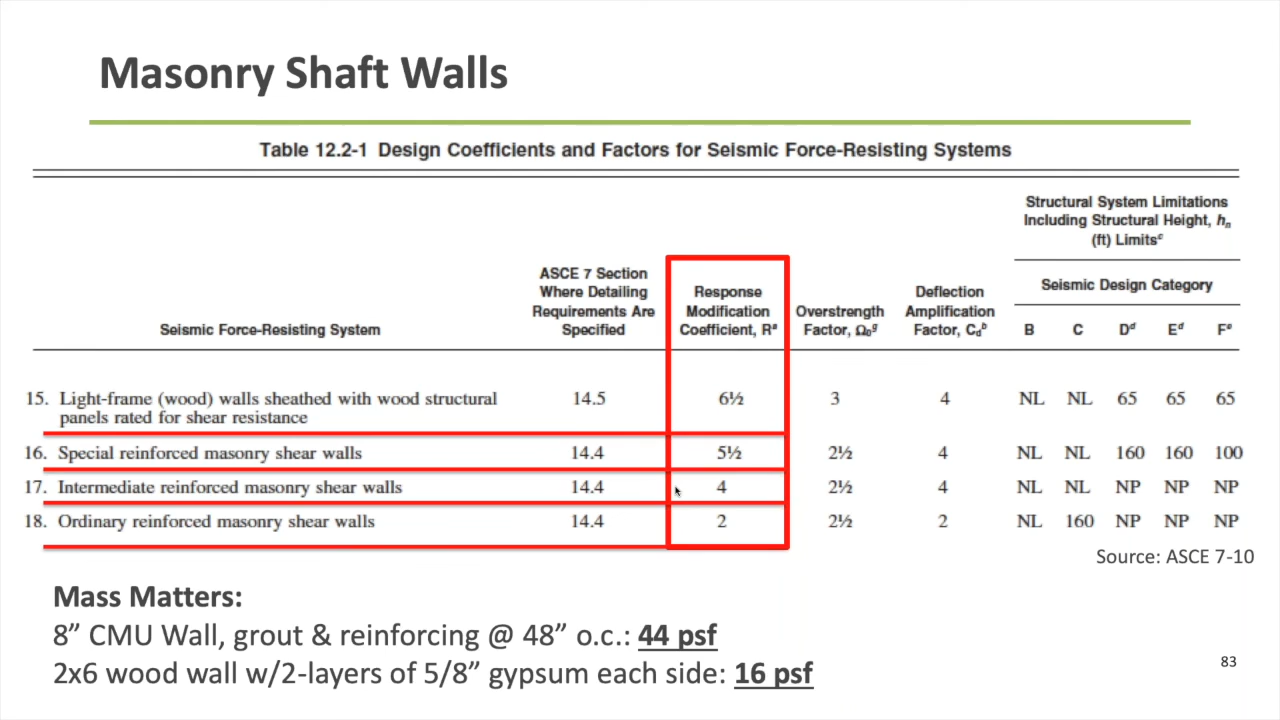 Masonry Shaft Walls
Table 12.2-1 Design Coefficients and Factors for Seismic Force-Resisting Systems
Structural System Limitations
Including Structural Height, hn
(ft) Limitsc
ASCE 7 Section
Where Detailing
Requirements Are
Specified
Response
Modification
Coefficient, Ra
Overstrength
Factor, Ω0g
Deflection
Amplification
Factor, Cdb
Seismic Design Category
Seismic Force-Resisting System
B C Dd Ed Fe
15. Light-frame (wood) walls sheathed with wood structural 14.5 6½ 3 4 NL NL 65 65 65
panels rated for shear resistance
16. Special reinforced masonry shear walls 14.4 5½ 2½ 4 NL NL 160 160 100
17. Intermediate reinforced masonry shear walls 14.4 4 2½ 4 NL NL NP NP NP
18. Ordinary reinforced masonry shear walls 14.4 2 2½ 2 NL 160 NP NP NP
Source: ASCE 7-10
Mass Matters:
8” CMU Wall, grout & reinforcing @ 48” o.c.: 44 psf
2x6 wood wall w/2-layers of 5/8” gypsum each side: 16 psf
83